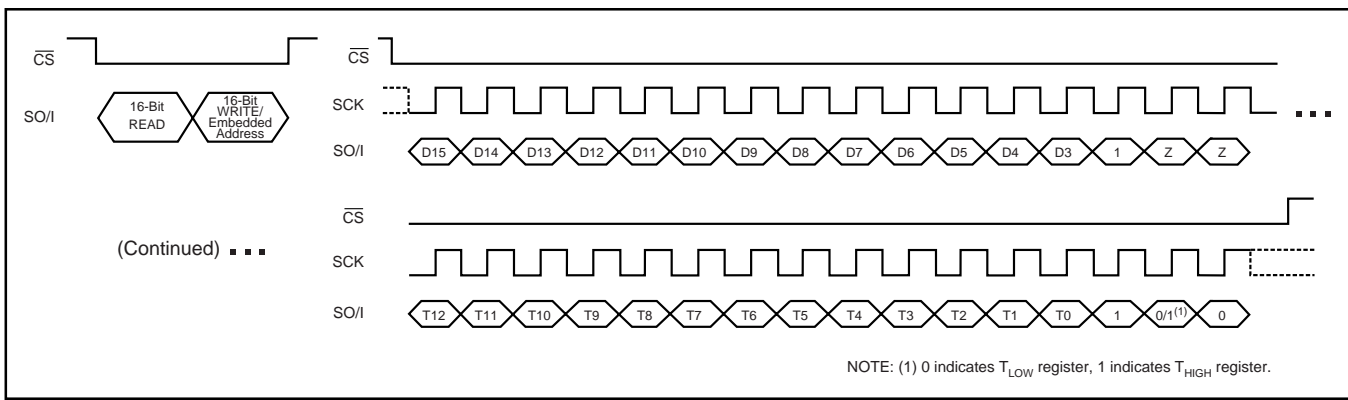 CS CS
SO/I 16-Bit READ 16-Bit WRITE/ Embedded Address
SCK
SO/I D15 D14 D13 D12 D11 D10 D9 D8 D7 D6 D5 D4 D3 1 Z Z
CS
(Continued) ...
SCK
SO/I T12 T11 T10 T9 T8 T7 T6 T5 T4 T3 T2 T1 T0 1 0/1(1) 0
NOTE: (1) 0 indicates TLOW register, 1 indicates THIGH register.